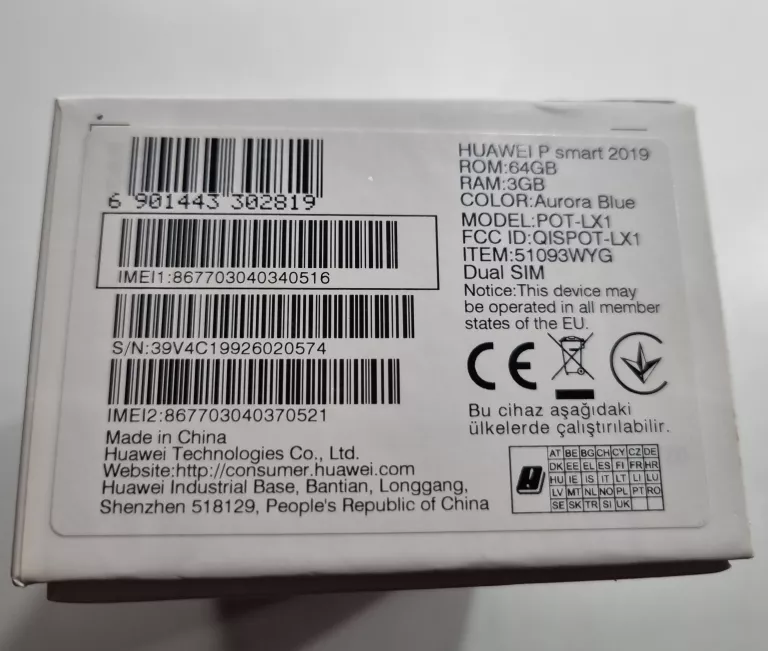 6 901443 302819
IMEI1:867703040340516
S/N:39V4C19926020574
IMEI2:867703040370521
Made in China
Huawei Technologies Co., Ltd.
Website:http://consumer.huawei.com
Huawei Industrial Base, Bantian, Longgang,
Shenzhen 518129, People's Republic of China
HUAWEI P smart 2019
ROM:64GB
RAM:3GB
COLOR:Aurora Blue
MODEL:POT-LX1
FCC ID:QISPOT-LX1
ITEM:51093WYG
Dual SIM
Notice:This device may
be operated in all member
states of the EU.
CE
Bu cihaz aşağıdaki
ülkelerde çalıştırılabilir.
AT BE BG CH CY CZ DE
DK EE EL ES FI FR HR
HU IE IS IT LT LI LU
LV MT NL NO PL PT RO
SE SK TR SI UK